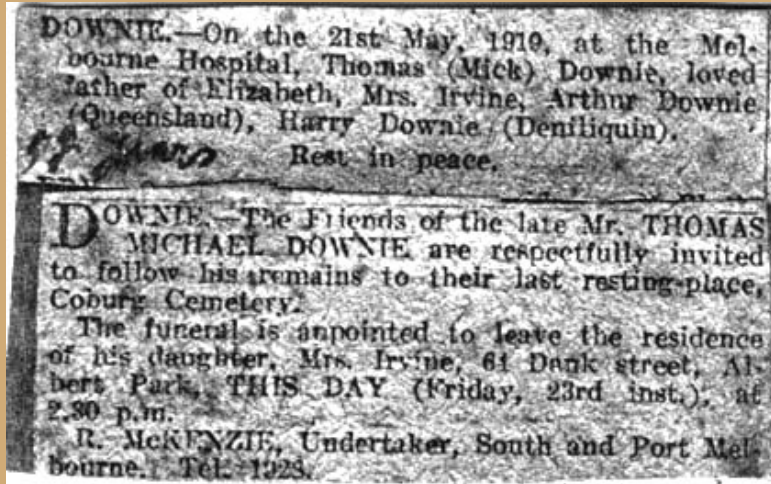 DOWNIE.—On the 21st May, 1919, at the Mel-
bourne Hospital, Thomas (Mick) Downie, loved
father of Elizabeth, Mrs. Irvine, Arthur Downie
(Queensland), Harry Downie (Deniliquin).
years
Rest in peace.
DOWNIE.—The Friends of the late Mr. THOMAS
MICHAEL DOWNIE are respectfully invited
to follow his remains to their last resting-place,
Coburg Cemetery.
The funeral is appointed to leave the residence
of his daughter, Mrs. Irvine, 61 Dank street, Al-
bert Park, THIS DAY (Friday, 23rd inst.), at
2.30 p.m.
R. McKENZIE, Undertaker, South and Port Mel-
bourne. Tel. 1928.